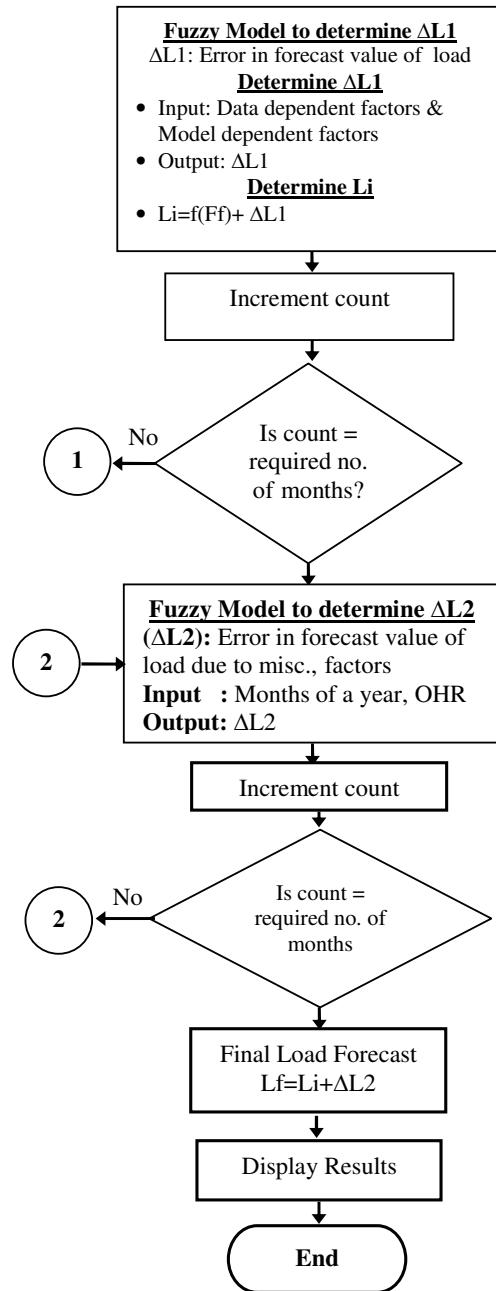 Fuzzy Model to determine ΔL1
ΔL1: Error in forecast value of load
Determine ΔL1
• Input: Data dependent factors &
Model dependent factors
• Output: ΔL1
Determine Li
• Li=f(Ff)+ ΔL1
Increment count
No
1
Is count =
required no.
of months?
Fuzzy Model to determine ΔL2
(ΔL2): Error in forecast value of
load due to misc., factors
Input : Months of a year, OHR
Output: ΔL2
2
Increment count
No
2
Is count =
required no. of
months
Final Load Forecast
Lf=Li+ΔL2
Display Results
End